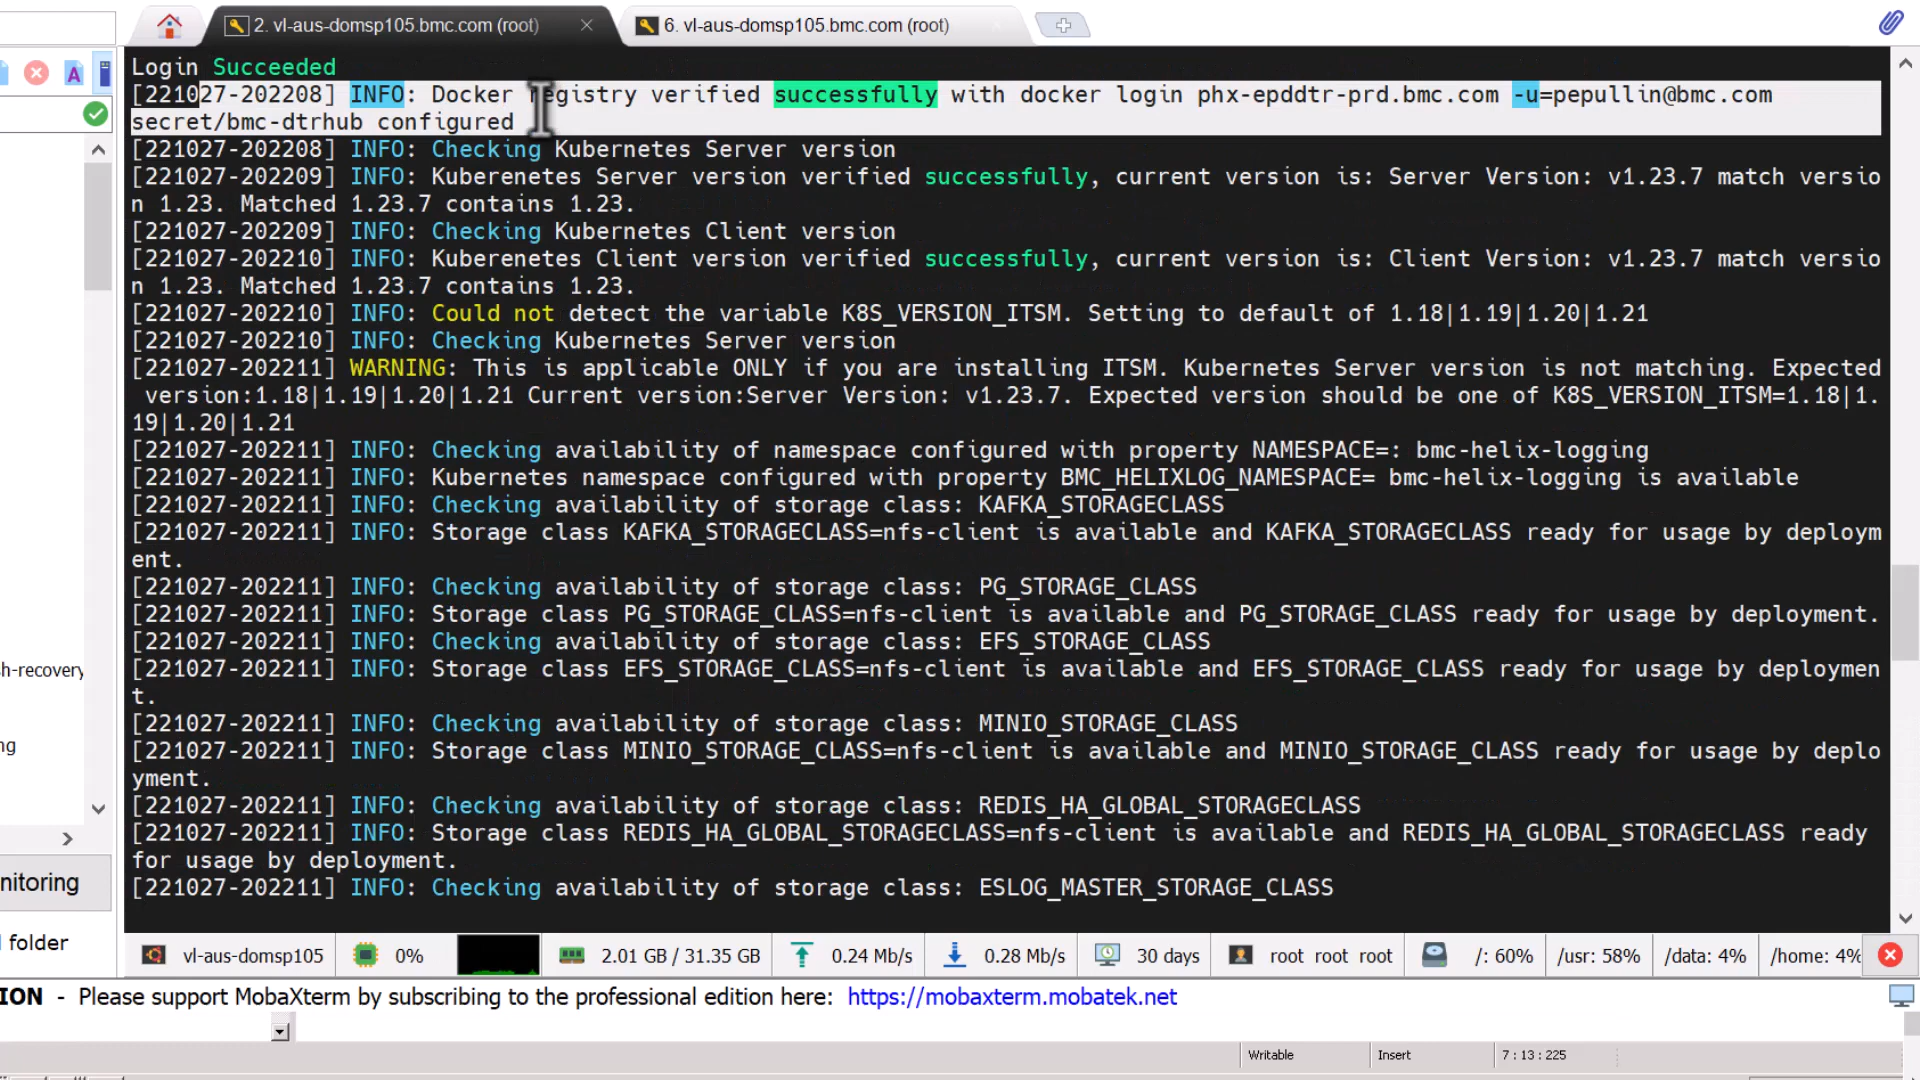 2. vl-aus-domsp105.bmc.com (root)
6. vl-aus-domsp105.bmc.com (root)
Login Succeeded
[221027-202208] INFO: Docker registry verified successfully with docker login phx-epddtr-prd.bmc.com -u=pepullin@bmc.com
secret/bmc-dtrhub configured
[221027-202208] INFO: Checking Kubernetes Server version
[221027-202209] INFO: Kuberenetes Server version verified successfully, current version is: Server Version: v1.23.7 match versio
n 1.23. Matched 1.23.7 contains 1.23.
[221027-202209] INFO: Checking Kubernetes Client version
[221027-202210] INFO: Kuberenetes Client version verified successfully, current version is: Client Version: v1.23.7 match versio
n 1.23. Matched 1.23.7 contains 1.23.
[221027-202210] INFO: Could not detect the variable K8S_VERSION_ITSM. Setting to default of 1.18|1.19|1.20|1.21
[221027-202210] INFO: Checking Kubernetes Server version
[221027-202211] WARNING: This is applicable ONLY if you are installing ITSM. Kubernetes Server version is not matching. Expected
version:1.18|1.19|1.20|1.21 Current version:Server Version: v1.23.7. Expected version should be one of K8S_VERSION_ITSM=1.18|1.
19|1.20|1.21
[221027-202211] INFO: Checking availability of namespace configured with property NAMESPACE=: bmc-helix-logging
[221027-202211] INFO: Kubernetes namespace configured with property BMC_HELIXLOG_NAMESPACE= bmc-helix-logging is available
[221027-202211] INFO: Checking availability of storage class: KAFKA_STORAGECLASS
[221027-202211] INFO: Storage class KAFKA_STORAGECLASS=nfs-client is available and KAFKA_STORAGECLASS ready for usage by deploym
ent.
[221027-202211] INFO: Checking availability of storage class: PG_STORAGE_CLASS
[221027-202211] INFO: Storage class PG_STORAGE_CLASS=nfs-client is available and PG_STORAGE_CLASS ready for usage by deployment.
[221027-202211] INFO: Checking availability of storage class: EFS_STORAGE_CLASS
[221027-202211] INFO: Storage class EFS_STORAGE_CLASS=nfs-client is available and EFS_STORAGE_CLASS ready for usage by deploymen
t.
[221027-202211] INFO: Checking availability of storage class: MINIO_STORAGE_CLASS
[221027-202211] INFO: Storage class MINIO_STORAGE_CLASS=nfs-client is available and MINIO_STORAGE_CLASS ready for usage by deplo
yment.
[221027-202211] INFO: Checking availability of storage class: REDIS_HA_GLOBAL_STORAGECLASS
[221027-202211] INFO: Storage class REDIS_HA_GLOBAL_STORAGECLASS=nfs-client is available and REDIS_HA_GLOBAL_STORAGECLASS ready
for usage by deployment.
[221027-202211] INFO: Checking availability of storage class: ESLOG_MASTER_STORAGE_CLASS
h-recovery
ng
nitoring
folder
vl-aus-domsp105 0% 2.01 GB / 31.35 GB 0.24 Mb/s 0.28 Mb/s 30 days root root root /: 60% /usr: 58% /data: 4% /home: 4%
ION - Please support MobaXterm by subscribing to the professional edition here: https://mobaxterm.mobatek.net
Writable Insert 7 : 13 : 225